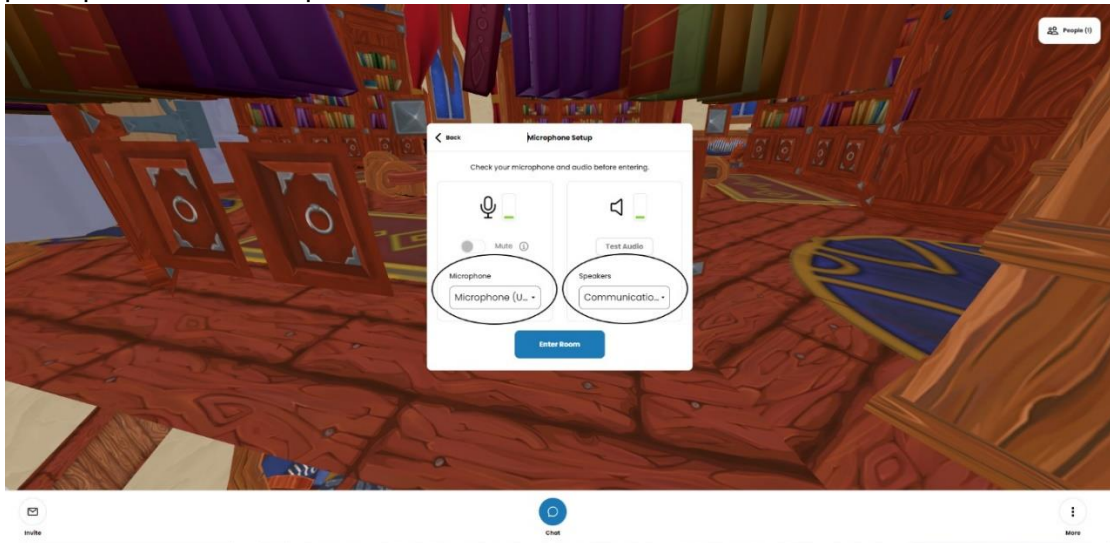 People (1)
Back
Microphone Setup
Check your microphone and audio before entering.
Mute
Test Audio
Microphone
Speakers
Microphone (U...
Communicatio...
Enter Room
Invite
Chat
More